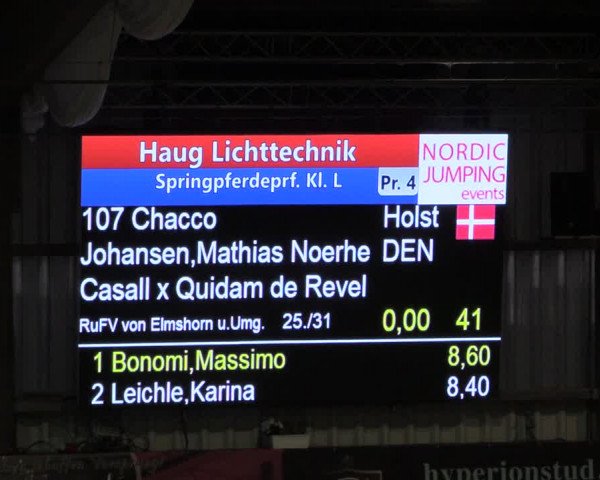 Haug Lichttechnik
Springpferdeprf. Kl. L
Pr. 4
NORDIC
JUMPING
events
107 Chacco Holst
Johansen,Mathias Noerhe DEN
Casall x Quidam de Revel
RuFV von Elmshorn u.Umg. 25./31 0,00 41
1 Bonomi,Massimo 8,60
2 Leichle,Karina 8,40
hyperionstud